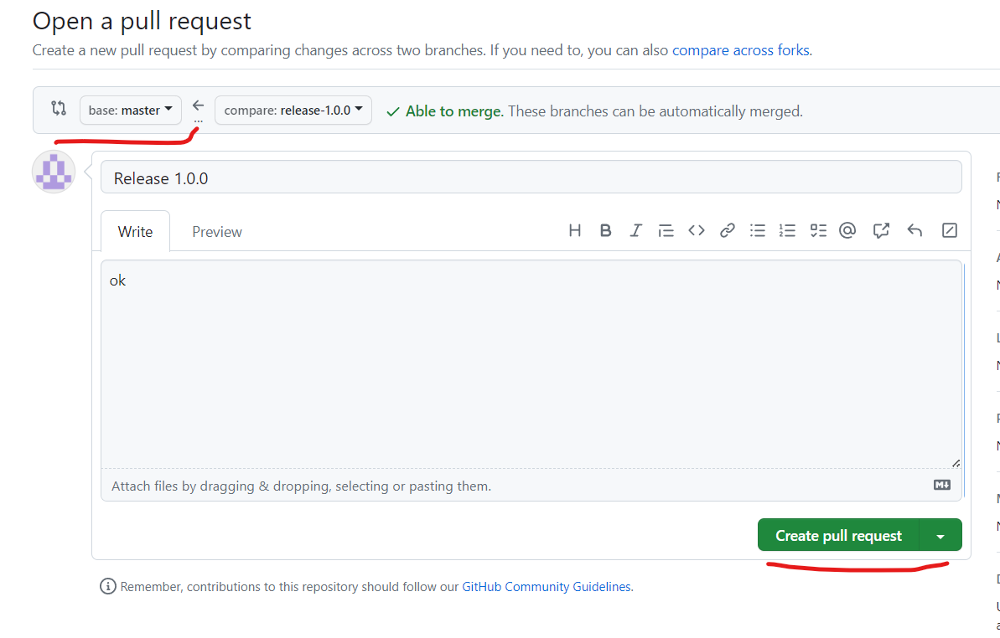 Open a pull request
Create a new pull request by comparing changes across two branches. If you need to, you can also compare across forks.
base: master
compare: release-1.0.0
Able to merge. These branches can be automatically merged.
Release 1.0.0
Write
Preview
ok
Attach files by dragging & dropping, selecting or pasting them.
Create pull request
Remember, contributions to this repository should follow our GitHub Community Guidelines.